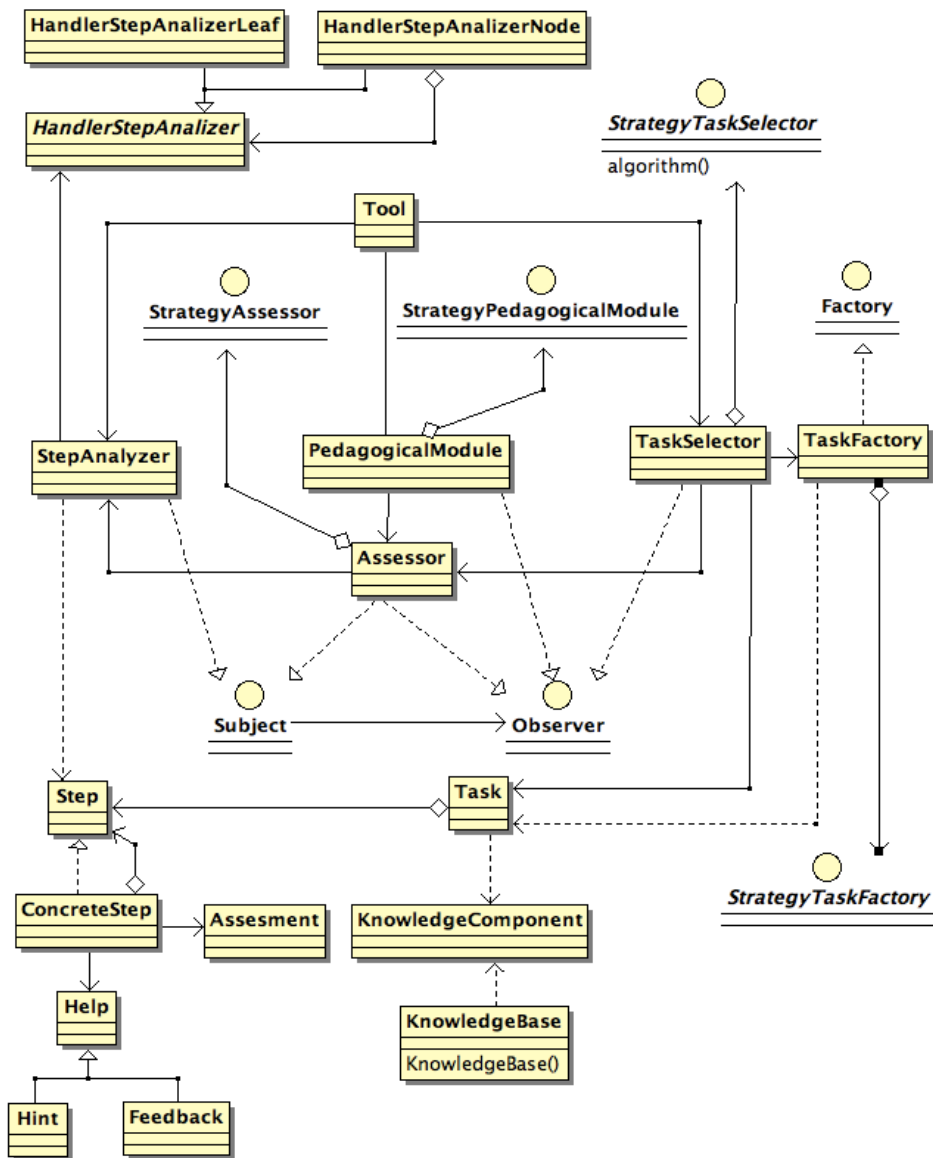 HandlerStepAnalizerLeaf
HandlerStepAnalizerNode
HandlerStepAnalizer
StrategyTaskSelector
algorithm()
Tool
StrategyAssessor
StrategyPedagogicalModule
Factory
StepAnalyzer
PedagogicalModule
TaskSelector
TaskFactory
Assessor
Subject
Observer
Step
Task
ConcreteStep
Assesment
KnowledgeComponent
StrategyTaskFactory
Help
KnowledgeBase
KnowledgeBase()
Hint
Feedback